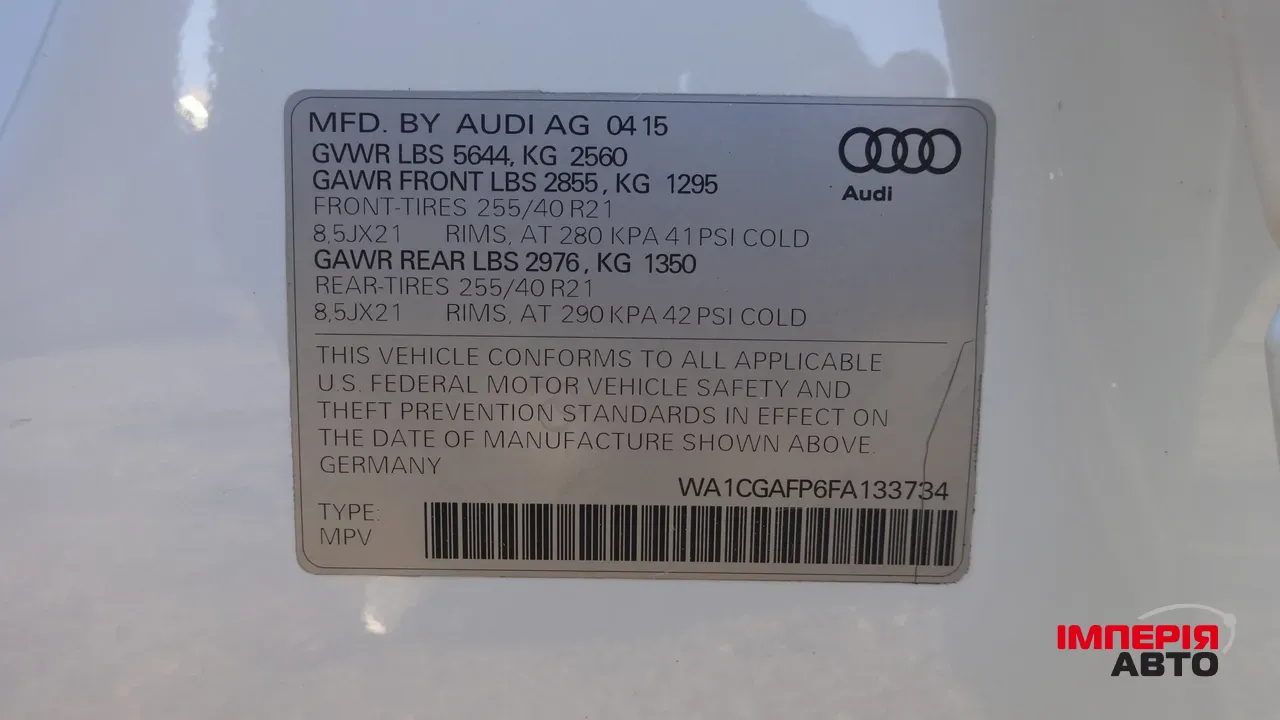 MFD. BY AUDI AG 04 15
GVWR LBS 5644, KG 2560
GAWR FRONT LBS 2855, KG 1295
FRONT-TIRES 255/40 R21
8,5JX21 RIMS, AT 280 KPA 41 PSI COLD
GAWR REAR LBS 2976, KG 1350
REAR-TIRES 255/40 R21
8,5JX21 RIMS, AT 290 KPA 42 PSI COLD
Audi
THIS VEHICLE CONFORMS TO ALL APPLICABLE
U.S. FEDERAL MOTOR VEHICLE SAFETY AND
THEFT PREVENTION STANDARDS IN EFFECT ON
THE DATE OF MANUFACTURE SHOWN ABOVE.
GERMANY
WA1CGAFP6FA133734
TYPE:
MPV
ІМПЕРІЯ
АВТО